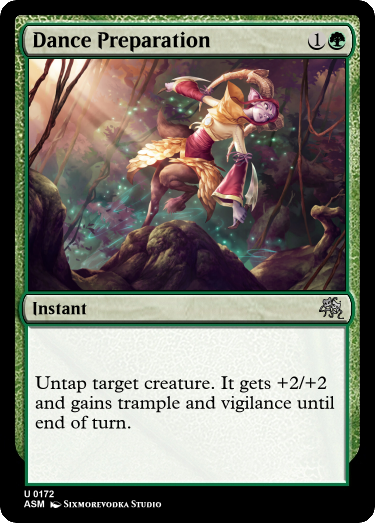 Dance Preparation 1
Instant
Untap target creature. It gets +2/+2
and gains trample and vigilance until
end of turn.
U 0172
ASM Sixmorevodka Studio